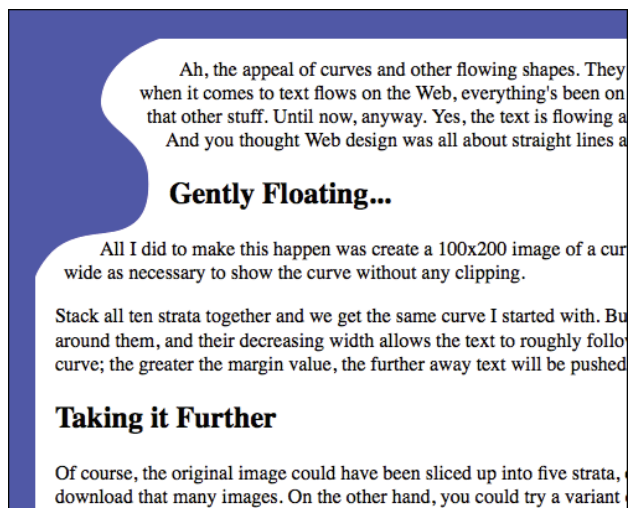 Ah, the appeal of curves and other flowing shapes. They
when it comes to text flows on the Web, everything's been on
that other stuff. Until now, anyway. Yes, the text is flowing a
And you thought Web design was all about straight lines a
Gently Floating...
All I did to make this happen was create a 100x200 image of a cur
wide as necessary to show the curve without any clipping.
Stack all ten strata together and we get the same curve I started with. Bu
around them, and their decreasing width allows the text to roughly follo
curve; the greater the margin value, the further away text will be pushed
Taking it Further
Of course, the original image could have been sliced up into five strata,
download that many images. On the other hand, you could try a variant